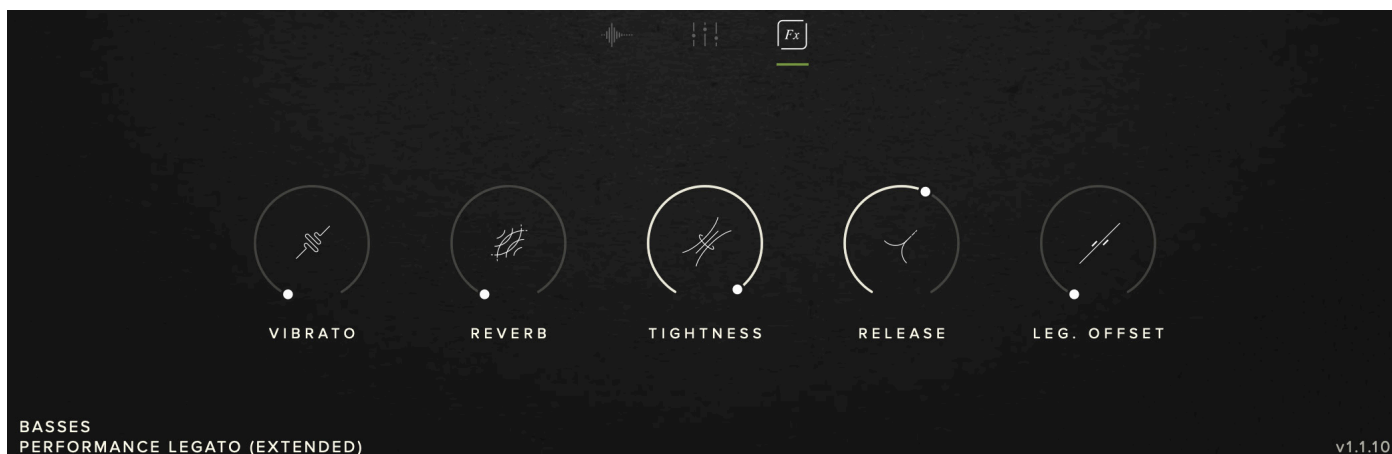 Fx
VIBRATO
REVERB
TIGHTNESS
RELEASE
LEG. OFFSET
BASSES
PERFORMANCE LEGATO (EXTENDED)
v1.1.10